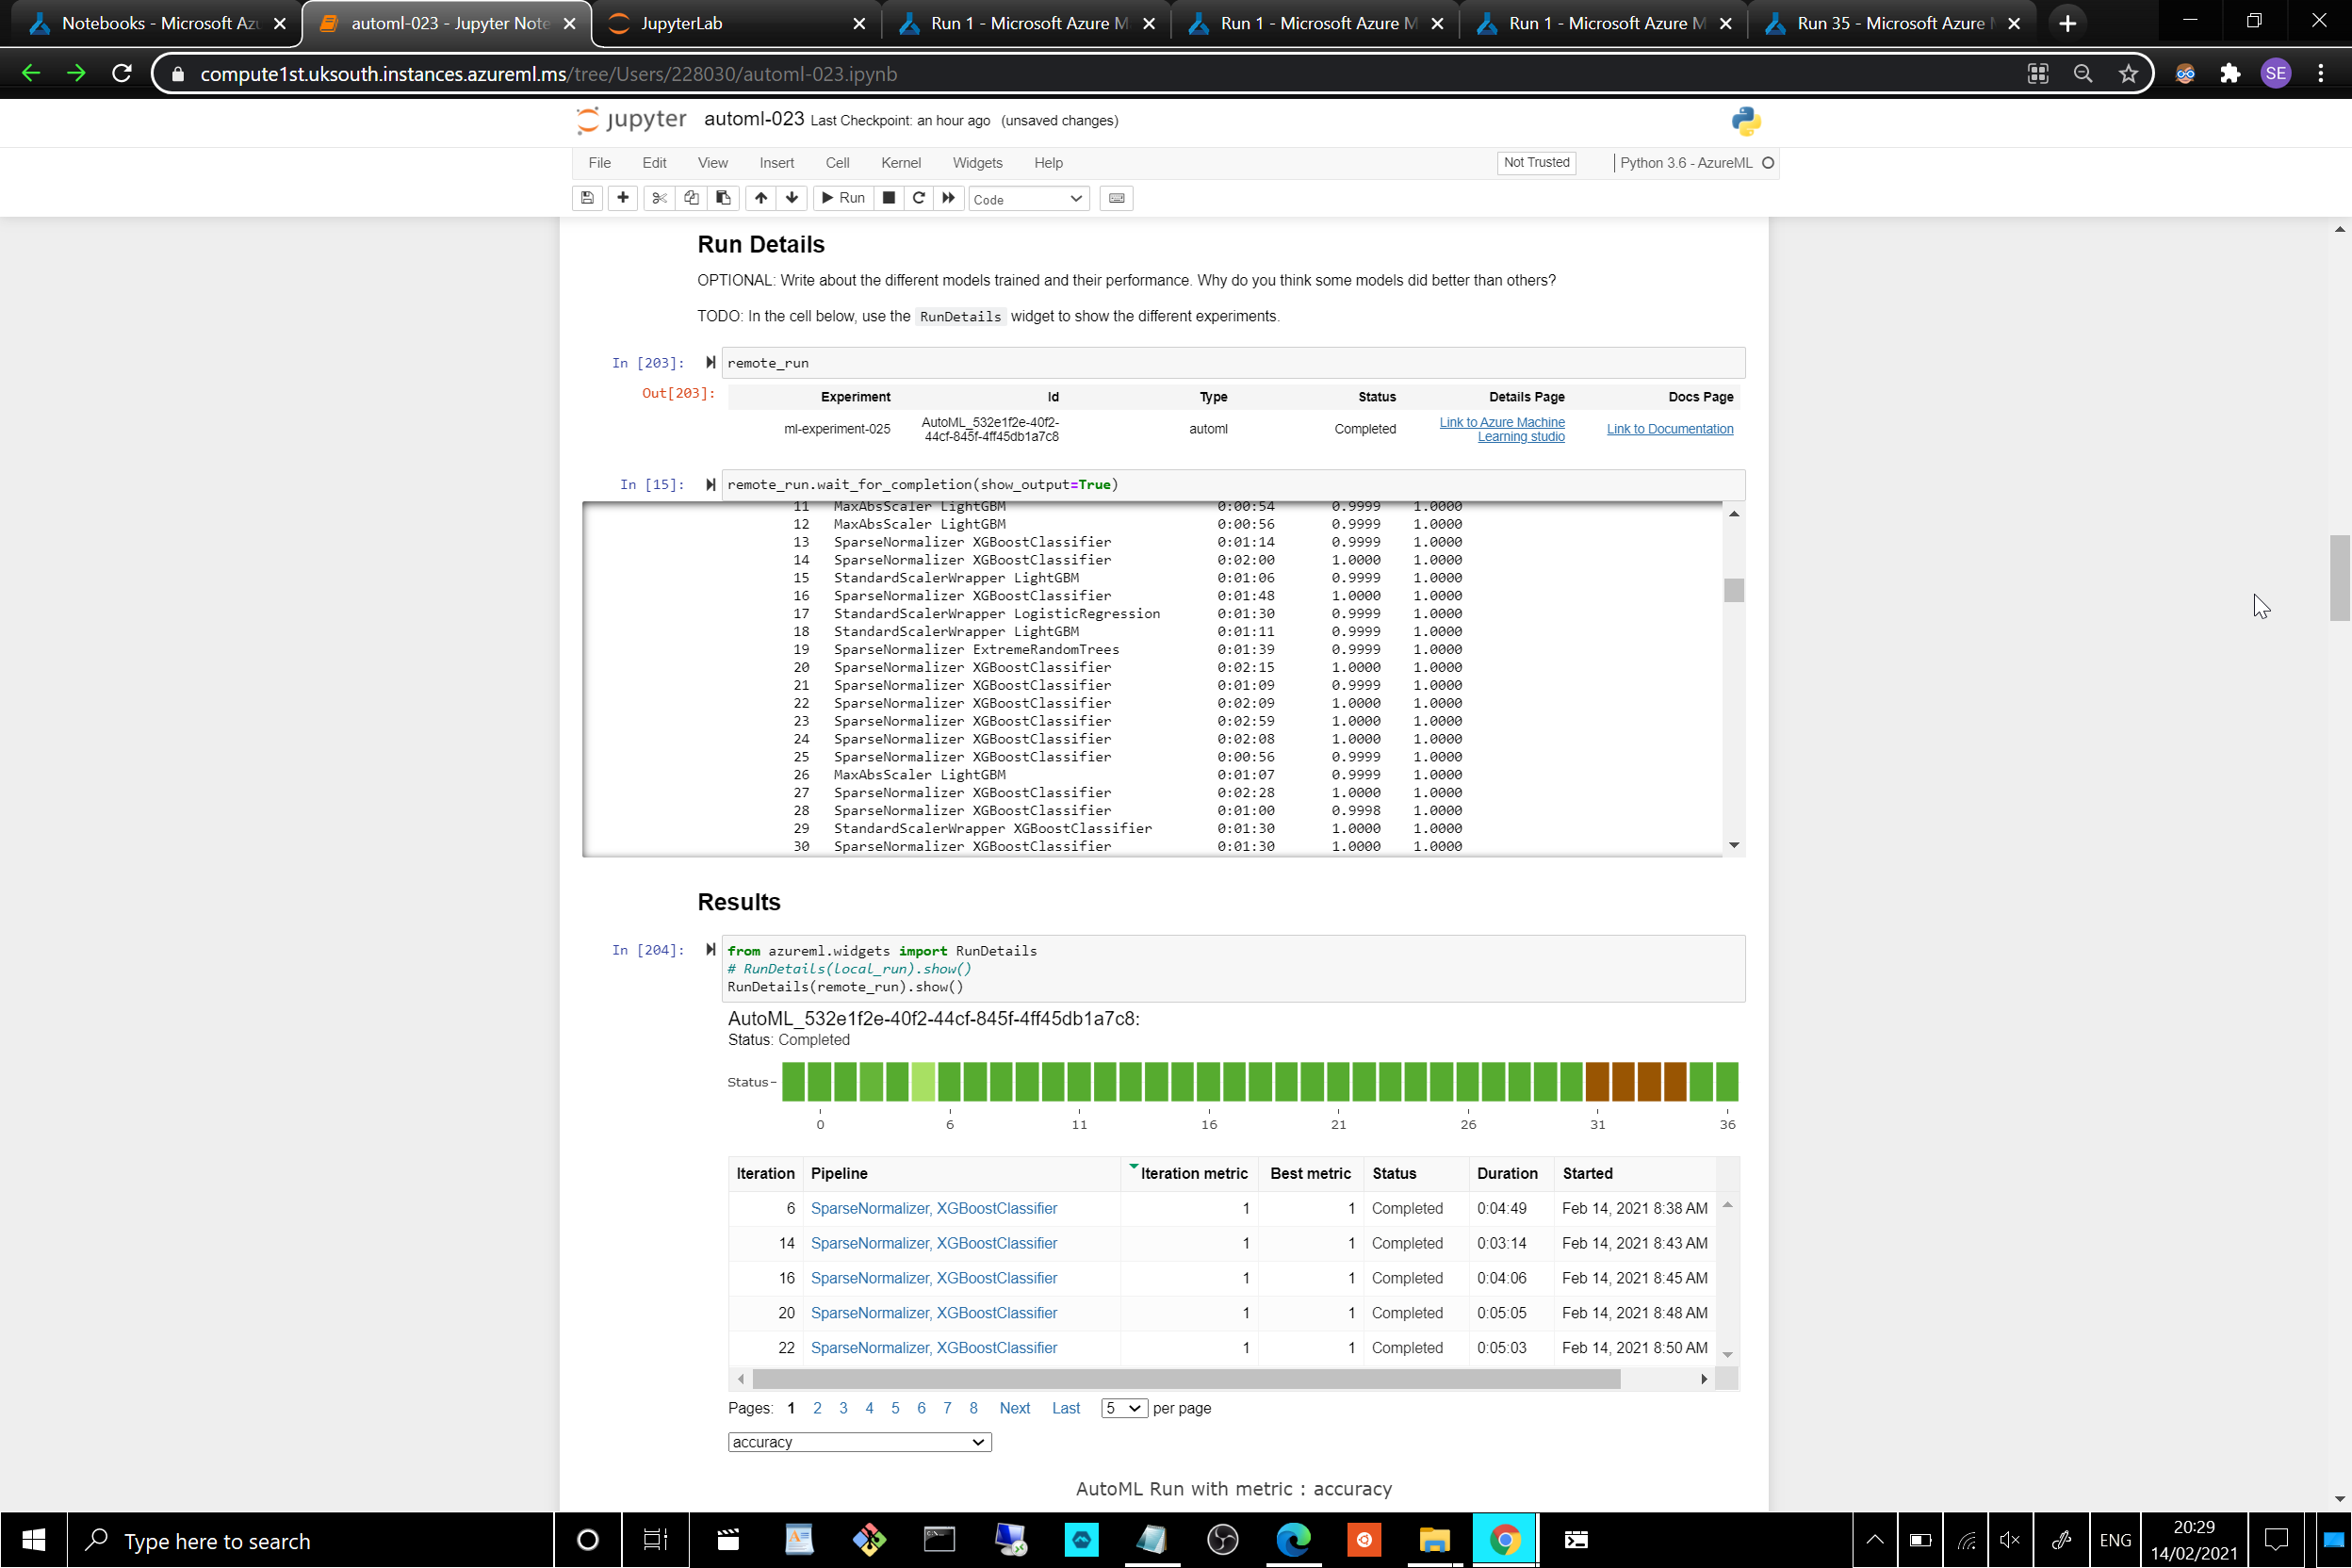 Notebooks - Microsoft Azu
automl-023 - Jupyter Note
JupyterLab
Run 1 - Microsoft Azure M
Run 1 - Microsoft Azure M
Run 1 - Microsoft Azure M
Run 35 - Microsoft Azure
compute1st.uksouth.instances.azureml.ms/tree/Users/228030/automl-023.ipynb
SE
jupyter automl-023 Last Checkpoint: an hour ago (unsaved changes)
File Edit View Insert Cell Kernel Widgets Help
Not Trusted Python 3.6 - AzureML
Run Code
Run Details
OPTIONAL: Write about the different models trained and their performance. Why do you think some models did better than others?
TODO: In the cell below, use the RunDetails widget to show the different experiments.
In [203]: remote_run
Out[203]: Experiment Id Type Status Details Page Docs Page
ml-experiment-025 AutoML_532e1f2e-40f2-44cf-845f-4ff45db1a7c8 automl Completed Link to Azure Machine Learning studio Link to Documentation
In [15]: remote_run.wait_for_completion(show_output=True)
11 MaxAbsScaler LightGBM 0:00:54 0.9999 1.0000
12 MaxAbsScaler LightGBM 0:00:56 0.9999 1.0000
13 SparseNormalizer XGBoostClassifier 0:01:14 0.9999 1.0000
14 SparseNormalizer XGBoostClassifier 0:02:00 1.0000 1.0000
15 StandardScalerWrapper LightGBM 0:01:06 0.9999 1.0000
16 SparseNormalizer XGBoostClassifier 0:01:48 1.0000 1.0000
17 StandardScalerWrapper LogisticRegression 0:01:30 0.9999 1.0000
18 StandardScalerWrapper LightGBM 0:01:11 0.9999 1.0000
19 SparseNormalizer ExtremeRandomTrees 0:01:39 0.9999 1.0000
20 SparseNormalizer XGBoostClassifier 0:02:15 1.0000 1.0000
21 SparseNormalizer XGBoostClassifier 0:01:09 0.9999 1.0000
22 SparseNormalizer XGBoostClassifier 0:02:09 1.0000 1.0000
23 SparseNormalizer XGBoostClassifier 0:02:59 1.0000 1.0000
24 SparseNormalizer XGBoostClassifier 0:02:08 1.0000 1.0000
25 SparseNormalizer XGBoostClassifier 0:00:56 0.9999 1.0000
26 MaxAbsScaler LightGBM 0:01:07 0.9999 1.0000
27 SparseNormalizer XGBoostClassifier 0:02:28 1.0000 1.0000
28 SparseNormalizer XGBoostClassifier 0:01:00 0.9998 1.0000
29 StandardScalerWrapper XGBoostClassifier 0:01:30 1.0000 1.0000
30 SparseNormalizer XGBoostClassifier 0:01:30 1.0000 1.0000
Results
In [204]: from azureml.widgets import RunDetails
# RunDetails(local_run).show()
RunDetails(remote_run).show()
AutoML_532e1f2e-40f2-44cf-845f-4ff45db1a7c8:
Status: Completed
Status
0 6 11 16 21 26 31 36
Iteration Pipeline Iteration metric Best metric Status Duration Started
6 SparseNormalizer, XGBoostClassifier 1 1 Completed 0:04:49 Feb 14, 2021 8:38 AM
14 SparseNormalizer, XGBoostClassifier 1 1 Completed 0:03:14 Feb 14, 2021 8:43 AM
16 SparseNormalizer, XGBoostClassifier 1 1 Completed 0:04:06 Feb 14, 2021 8:45 AM
20 SparseNormalizer, XGBoostClassifier 1 1 Completed 0:05:05 Feb 14, 2021 8:48 AM
22 SparseNormalizer, XGBoostClassifier 1 1 Completed 0:05:03 Feb 14, 2021 8:50 AM
Pages: 1 2 3 4 5 6 7 8 Next Last 5 per page
accuracy
AutoML Run with metric : accuracy
Type here to search
ENG
20:29
14/02/2021